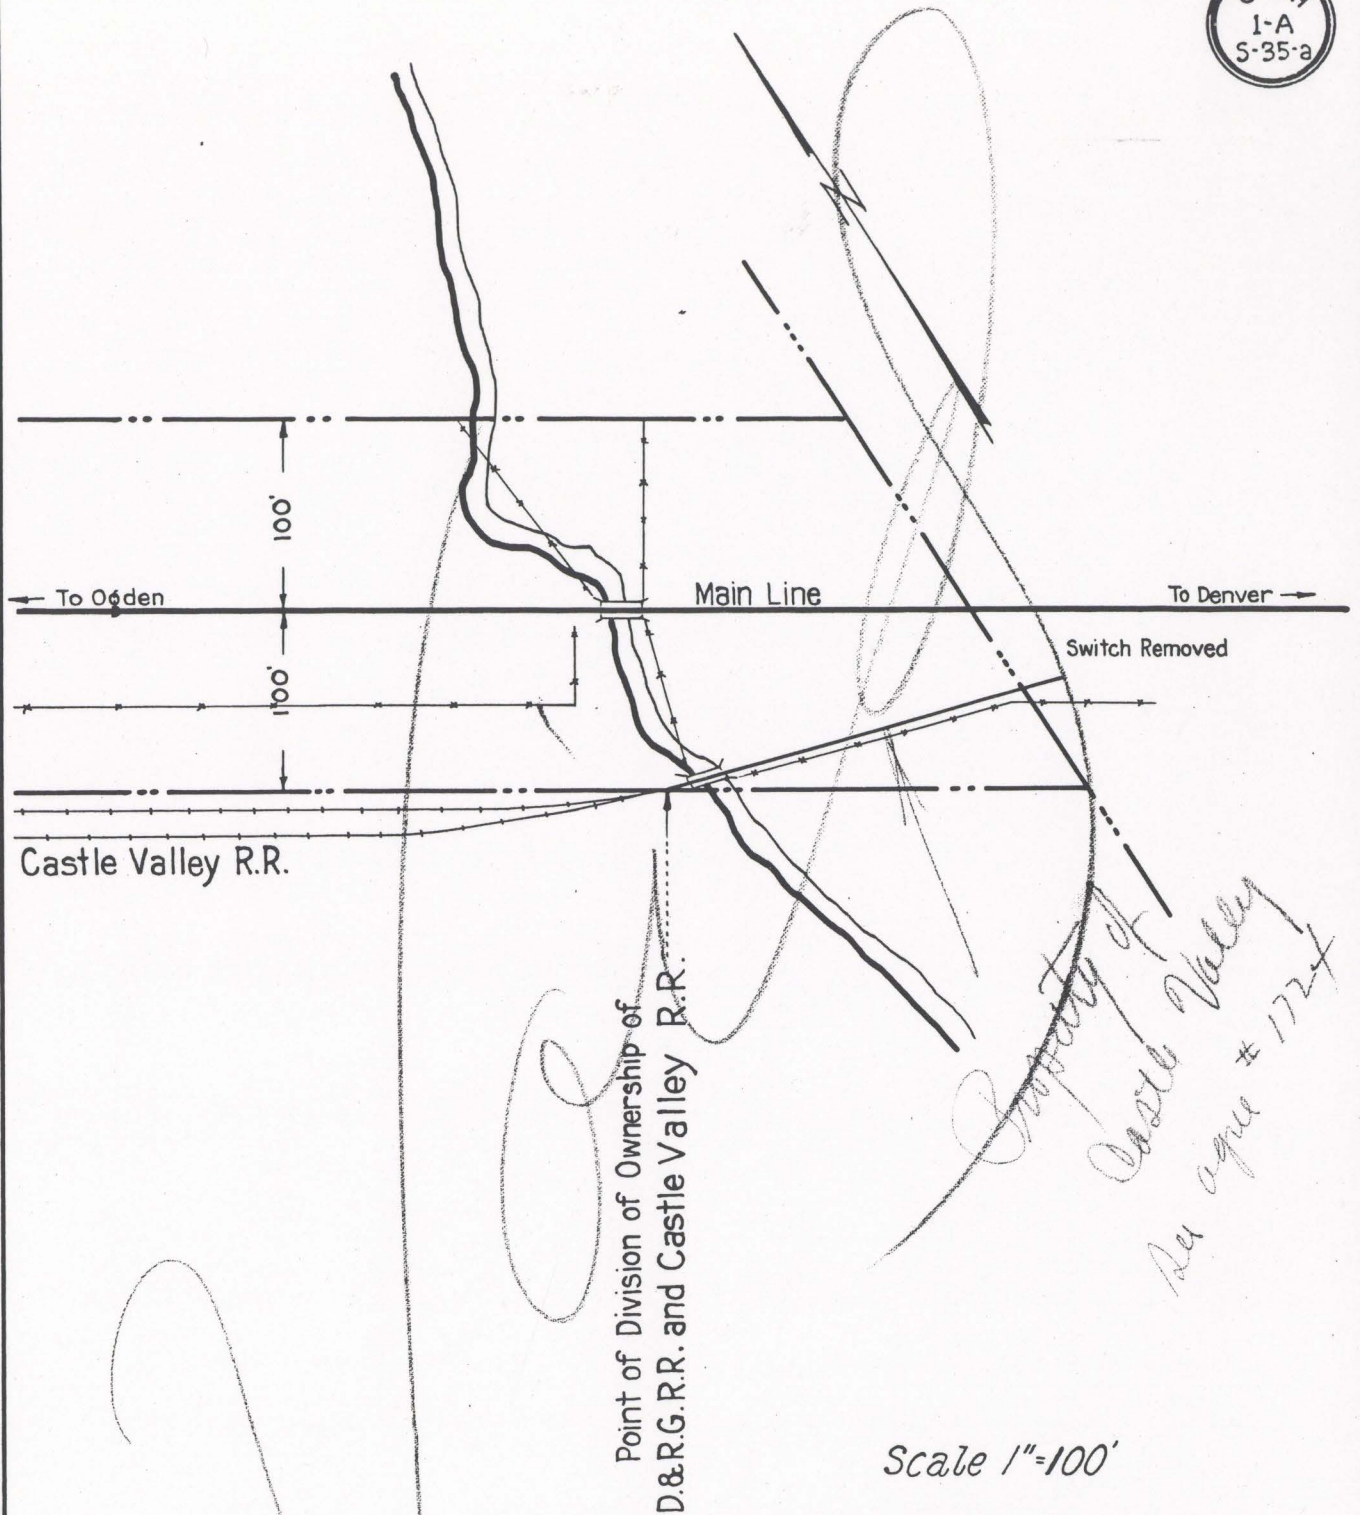 1-A
S-35-a
100'
To Ogden
Main Line
To Denver
100'
Switch Removed
Castle Valley R.R.
Point of Division of Ownership of
D.&R.G.R.R. and Castle Valley R.R.
Property of
Castle Valley
See agree # 1724
Scale 1"=100'